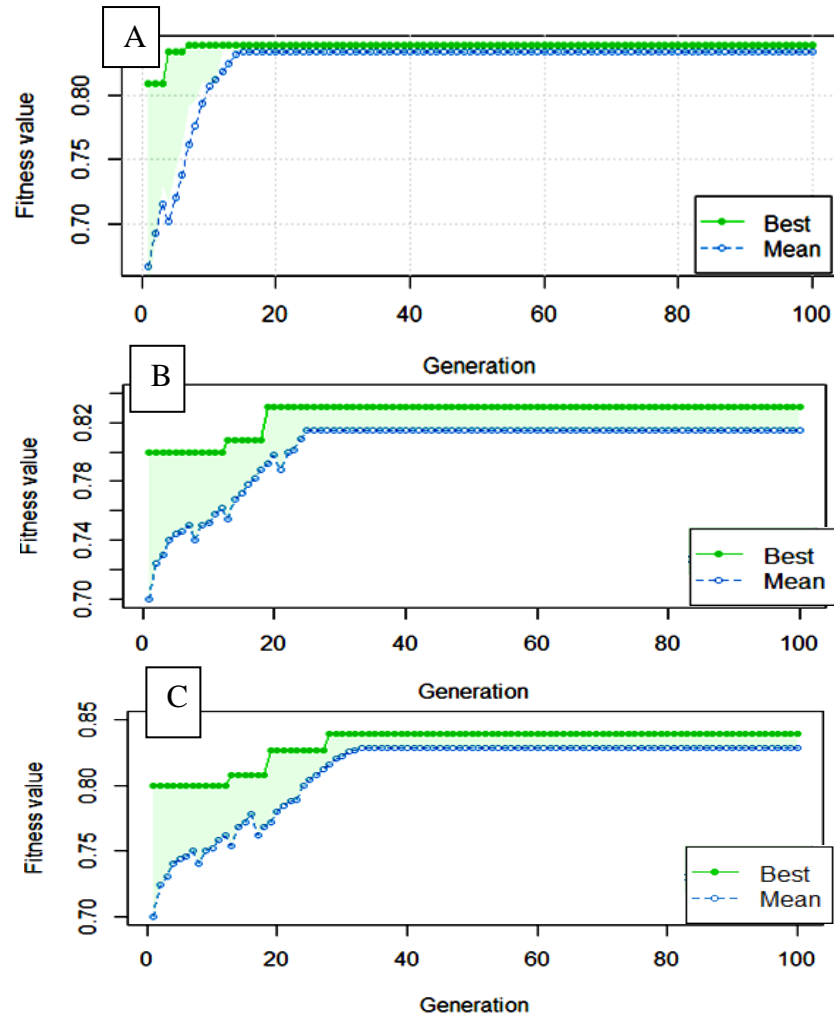 A
Fitness value
0.80
0.75
0.70
Best
Mean
0 20 40 60 80 100
Generation
B
Fitness value
0.82
0.78
0.74
0.70
Best
Mean
0 20 40 60 80 100
Generation
C
Fitness value
0.85
0.80
0.75
0.70
Best
Mean
0 20 40 60 80 100
Generation